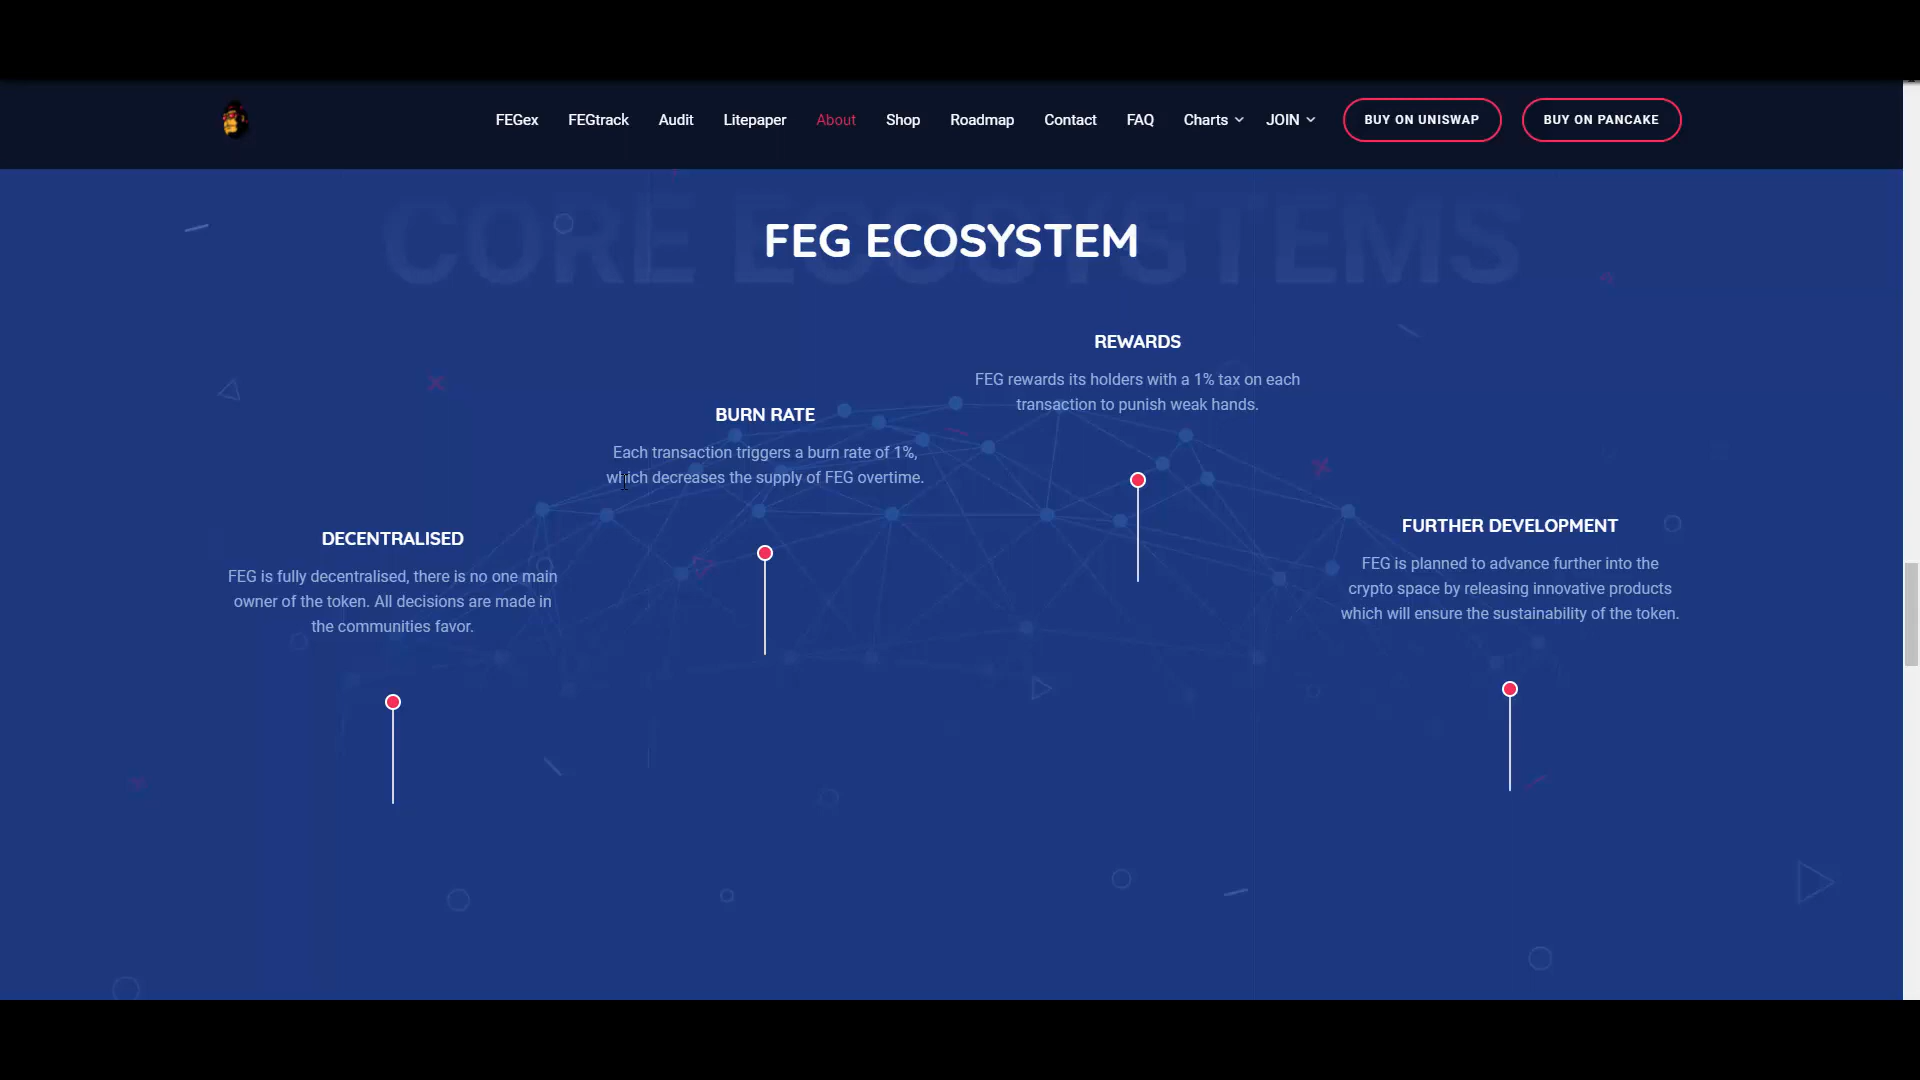 FEGex FEGtrack Audit Litepaper About Shop Roadmap Contact FAQ Charts JOIN BUY ON UNISWAP BUY ON PANCAKE
CORE ECOSYSTEMS
FEG ECOSYSTEM
REWARDS
FEG rewards its holders with a 1% tax on each
transaction to punish weak hands.
BURN RATE
Each transaction triggers a burn rate of 1%,
which decreases the supply of FEG overtime.
DECENTRALISED
FEG is fully decentralised, there is no one main
owner of the token. All decisions are made in
the communities favor.
FURTHER DEVELOPMENT
FEG is planned to advance further into the
crypto space by releasing innovative products
which will ensure the sustainability of the token.